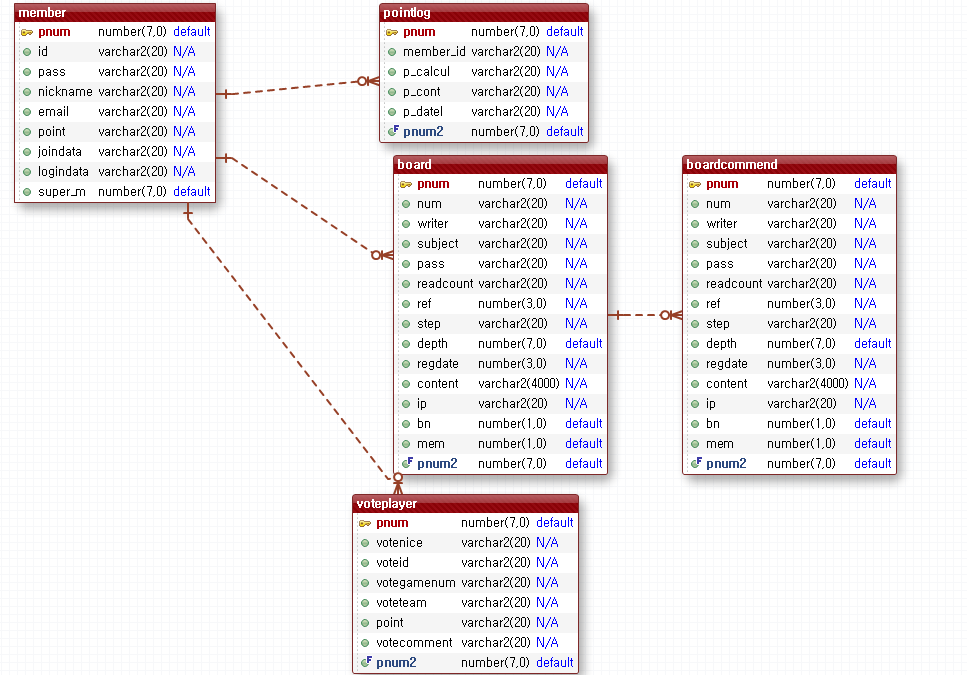 member
pnum number(7,0) default
id varchar2(20) N/A
pass varchar2(20) N/A
nickname varchar2(20) N/A
email varchar2(20) N/A
point varchar2(20) N/A
joindata varchar2(20) N/A
logindata varchar2(20) N/A
super_m number(7,0) default
pointlog
pnum number(7,0) default
member_id varchar2(20) N/A
p_calcul varchar2(20) N/A
p_cont varchar2(20) N/A
p_datel varchar2(20) N/A
pnum2 number(7,0) default
board
pnum number(7,0) default
num varchar2(20) N/A
writer varchar2(20) N/A
subject varchar2(20) N/A
pass varchar2(20) N/A
readcount varchar2(20) N/A
ref number(3,0) N/A
step varchar2(20) N/A
depth number(7,0) default
regdate number(3,0) N/A
content varchar2(4000) N/A
ip varchar2(20) N/A
bn number(1,0) default
mem number(1,0) default
pnum2 number(7,0) default
boardcommend
pnum number(7,0) default
num varchar2(20) N/A
writer varchar2(20) N/A
subject varchar2(20) N/A
pass varchar2(20) N/A
readcount varchar2(20) N/A
ref number(3,0) N/A
step varchar2(20) N/A
depth number(7,0) default
regdate number(3,0) N/A
content varchar2(4000) N/A
ip varchar2(20) N/A
bn number(1,0) default
mem number(1,0) default
pnum2 number(7,0) default
voteplayer
pnum number(7,0) default
votenice varchar2(20) N/A
voteid varchar2(20) N/A
votegamenum varchar2(20) N/A
voteteam varchar2(20) N/A
point varchar2(20) N/A
votecomment varchar2(20) N/A
pnum2 number(7,0) default